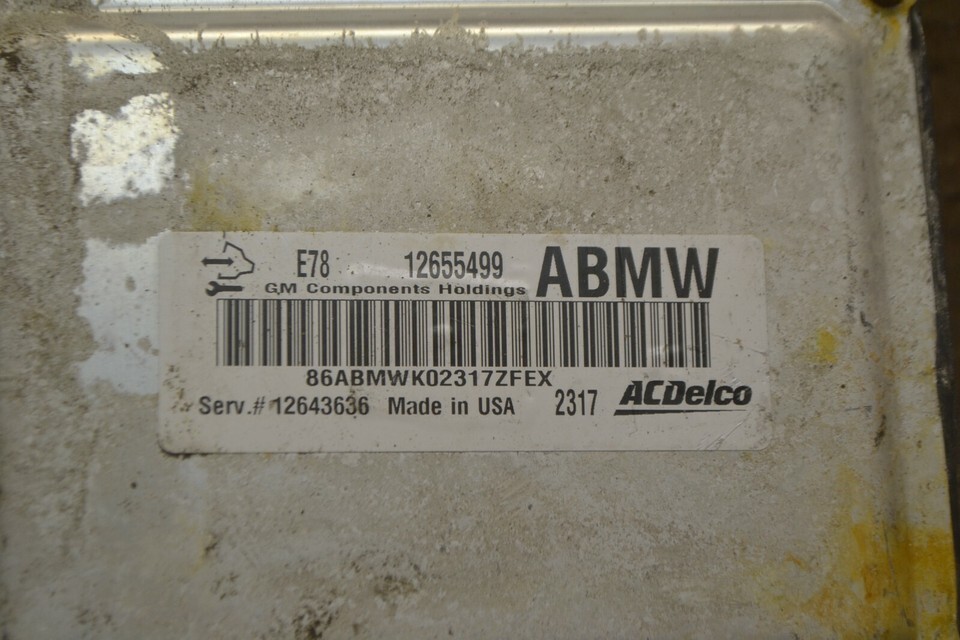 E78 12655499 ABMW
GM Components Holdings
86ABMWK02317ZFEX
Serv.# 12643636 Made in USA 2317 ACDelco